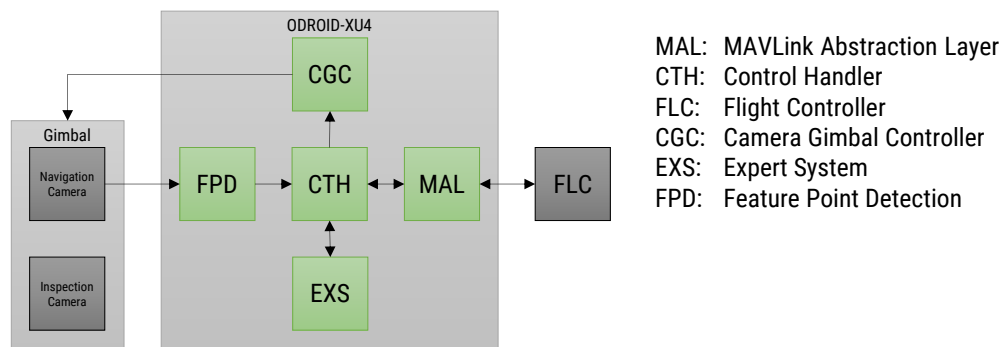 ODROID-XU4
CGC
Gimbal
Navigation
Camera
FPD
CTH
MAL
FLC
Inspection
Camera
EXS
MAL: MAVLink Abstraction Layer
CTH: Control Handler
FLC: Flight Controller
CGC: Camera Gimbal Controller
EXS: Expert System
FPD: Feature Point Detection